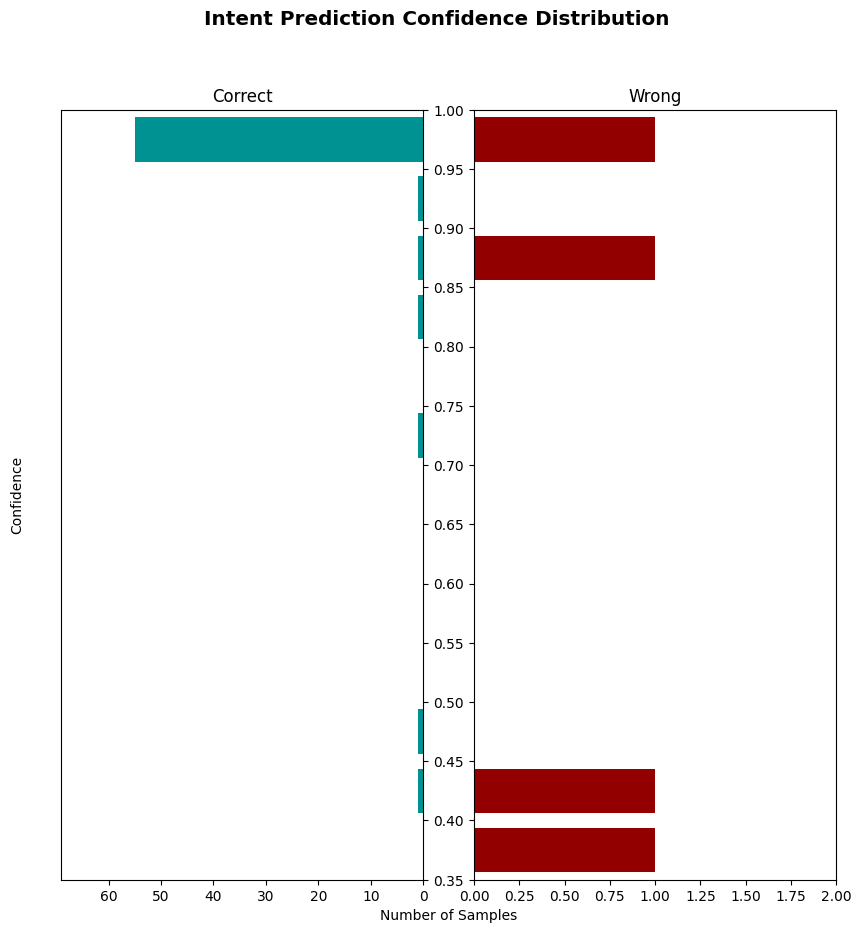 Intent Prediction Confidence Distribution
Correct
Wrong
Confidence
1.00
0.95
0.90
0.85
0.80
0.75
0.70
0.65
0.60
0.55
0.50
0.45
0.40
0.35
60 50 40 30 20 10 0
0.00 0.25 0.50 0.75 1.00 1.25 1.50 1.75 2.00
Number of Samples